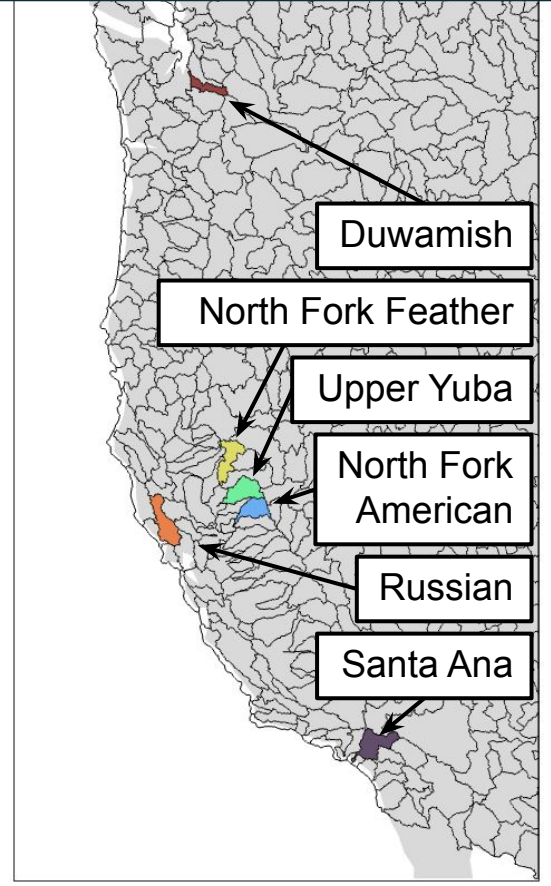 Duwamish
North Fork Feather
Upper Yuba
North Fork
American
Russian
Santa Ana